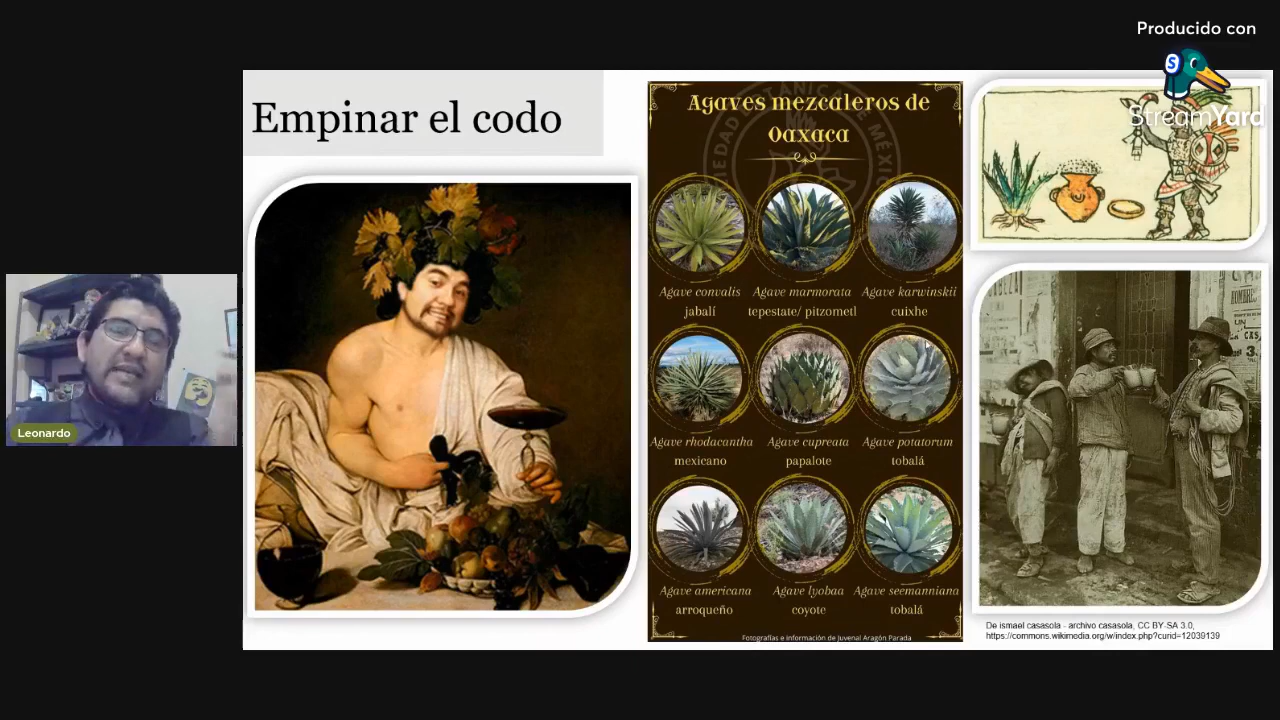 Producido con
StreamYard
Empinar el codo
Leonardo
Agaves mezcaleros de
Oaxaca
Agave convalis
jabalí
Agave marmorata
tepestate/ pitzometl
Agave karwinskii
cuixhe
Agave rhodacantha
mexicano
Agave cupreata
papalote
Agave potatorum
tobalá
Agave americana
arroqueño
Agave lyobaa
coyote
Agave seemanniana
tobalá
Fotografías e información de Juvenal Aragón Parada
De ismael casasola - archivo casasola, CC BY-SA 3.0,
https://commons.wikimedia.org/w/index.php?curid=12039139